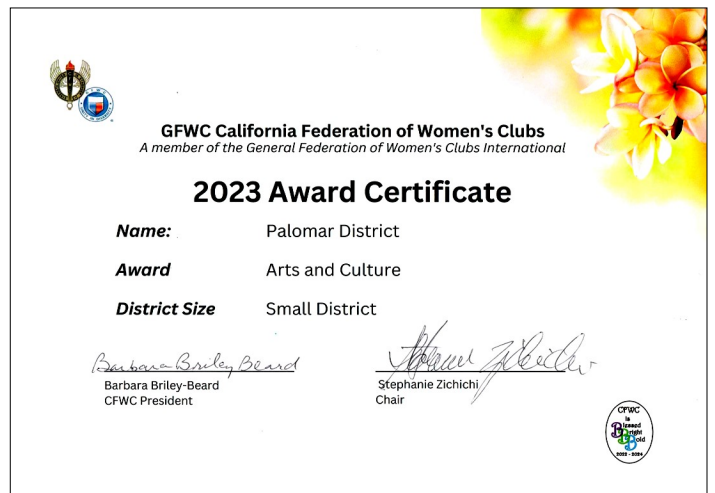 GFWC California Federation of Women's Clubs
A member of the General Federation of Women's Clubs International
2023 Award Certificate
Name: Palomar District
Award Arts and Culture
District Size Small District
Barbara Briley Beard
Barbara Briley-Beard Stephanie Zichichi
CFWC President Chair
CFWC
is
Blessed
Bright
Bold
2022 - 2024